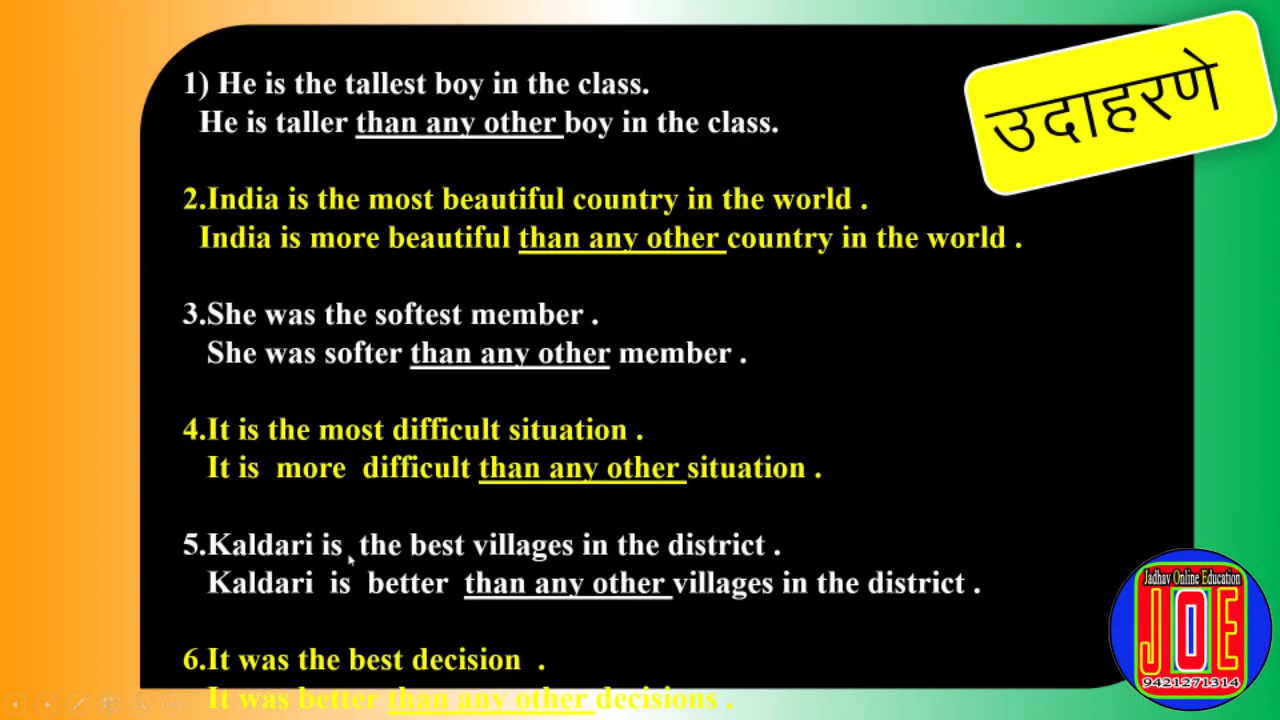 उदाहरणे
1) He is the tallest boy in the class.
He is taller than any other boy in the class.
2.India is the most beautiful country in the world .
India is more beautiful than any other country in the world .
3.She was the softest member .
She was softer than any other member .
4.It is the most difficult situation .
It is more difficult than any other situation .
5.Kaldari is the best villages in the district .
Kaldari is better than any other villages in the district .
6.It was the best decision .
It was better than any other decisions .
Jadhav Online Education
JOE
9421271314